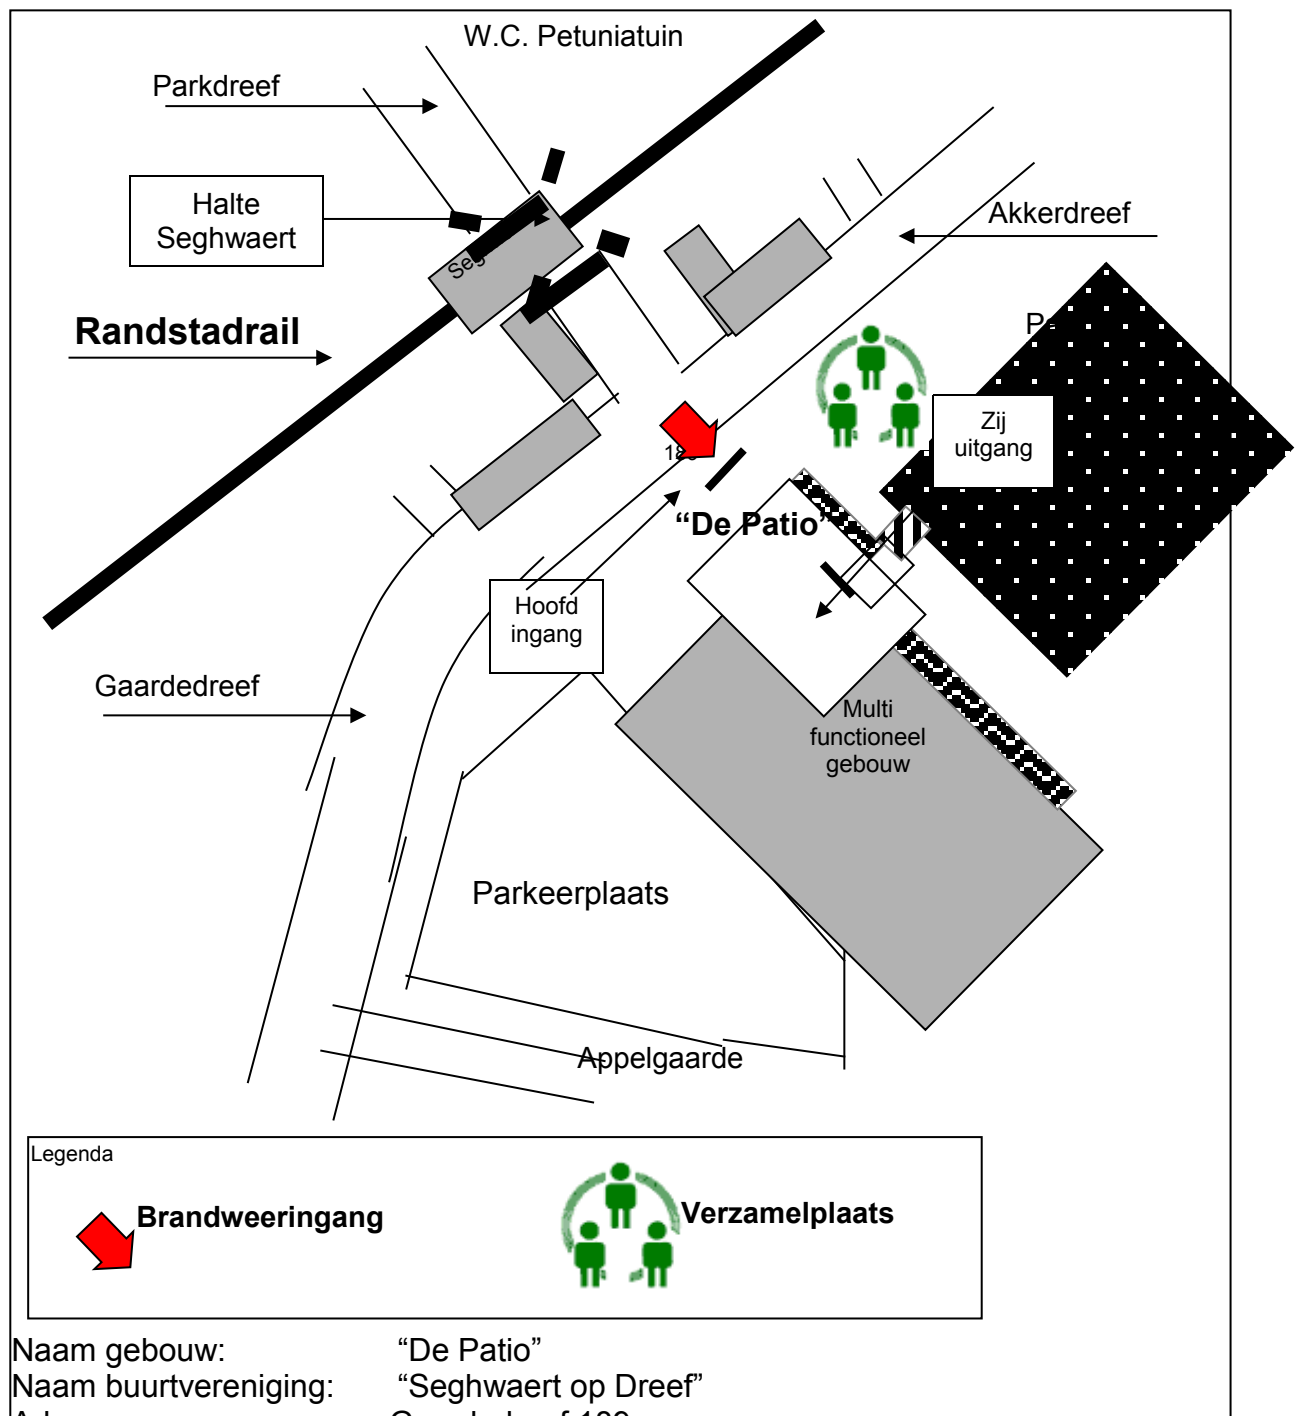 W.C. Petuniatuin
Parkdreef
Halte
Seghwaert
Akkerdreef
Randstadrail
Zij
uitgang
“De Patio”
Hoofd
ingang
Gaardedreef
Multi
functioneel
gebouw
Parkeerplaats
Appelgaarde
Legenda
Brandweeringang
Verzamelplaats
Naam gebouw: “De Patio”
Naam buurtvereniging: “Seghwaert op Dreef”